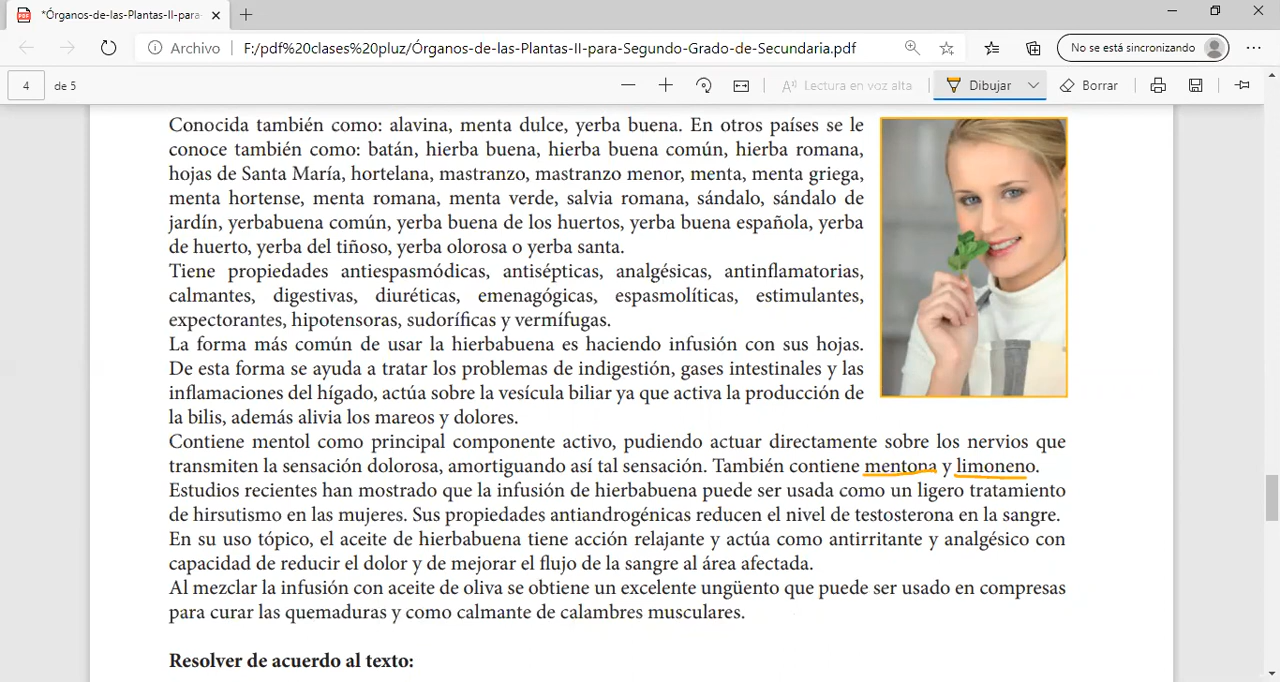 *Órganos-de-las-Plantas-II-para-
Archivo F:/pdf%20clases%20pluz/Órganos-de-las-Plantas-II-para-Segundo-Grado-de-Secundaria.pdf No se está sincronizando
4 de 5 Lectura en voz alta Dibujar Borrar
Conocida también como: alavina, menta dulce, yerba buena. En otros países se le
conoce también como: batán, hierba buena, hierba buena común, hierba romana,
hojas de Santa María, hortelana, mastranzo, mastranzo menor, menta, menta griega,
menta hortense, menta romana, menta verde, salvia romana, sándalo, sándalo de
jardín, yerbabuena común, yerba buena de los huertos, yerba buena española, yerba
de huerto, yerba del tiñoso, yerba olorosa o yerba santa.
Tiene propiedades antiespasmódicas, antisépticas, analgésicas, antinflamatorias,
calmantes, digestivas, diuréticas, emenagógicas, espasmolíticas, estimulantes,
expectorantes, hipotensoras, sudoríficas y vermífugas.
La forma más común de usar la hierbabuena es haciendo infusión con sus hojas.
De esta forma se ayuda a tratar los problemas de indigestión, gases intestinales y las
inflamaciones del hígado, actúa sobre la vesícula biliar ya que activa la producción de
la bilis, además alivia los mareos y dolores.
Contiene mentol como principal componente activo, pudiendo actuar directamente sobre los nervios que
transmiten la sensación dolorosa, amortiguando así tal sensación. También contiene mentona y limoneno.
Estudios recientes han mostrado que la infusión de hierbabuena puede ser usada como un ligero tratamiento
de hirsutismo en las mujeres. Sus propiedades antiandrogénicas reducen el nivel de testosterona en la sangre.
En su uso tópico, el aceite de hierbabuena tiene acción relajante y actúa como antirritante y analgésico con
capacidad de reducir el dolor y de mejorar el flujo de la sangre al área afectada.
Al mezclar la infusión con aceite de oliva se obtiene un excelente ungüento que puede ser usado en compresas
para curar las quemaduras y como calmante de calambres musculares.
Resolver de acuerdo al texto: